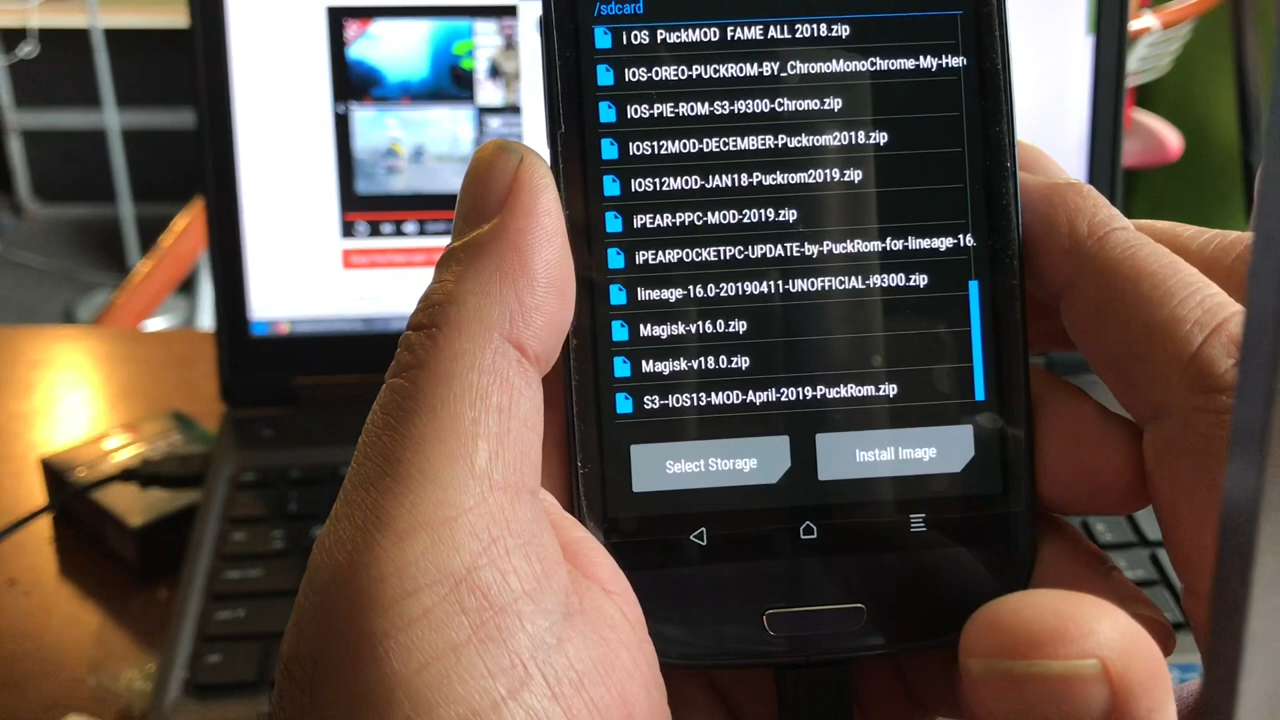 /sdcard
i OS PuckMOD FAME ALL 2018.zip
IOS-OREO-PUCKROM-BY_ChronoMonoChrome-My-Her
IOS-PIE-ROM-S3-i9300-Chrono.zip
IOS12MOD-DECEMBER-Puckrom2018.zip
IOS12MOD-JAN18-Puckrom2019.zip
iPEAR-PPC-MOD-2019.zip
iPEARPOCKETPC-UPDATE-by-PuckRom-for-lineage-16.
lineage-16.0-20190411-UNOFFICIAL-i9300.zip
Magisk-v16.0.zip
Magisk-v18.0.zip
S3--IOS13-MOD-April-2019-PuckRom.zip
Select Storage
Install Image